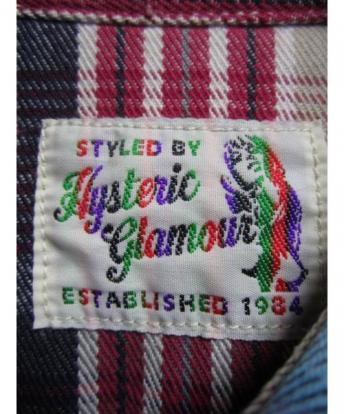 STYLED BY
Hysteric
Glamour
ESTABLISHED 1984